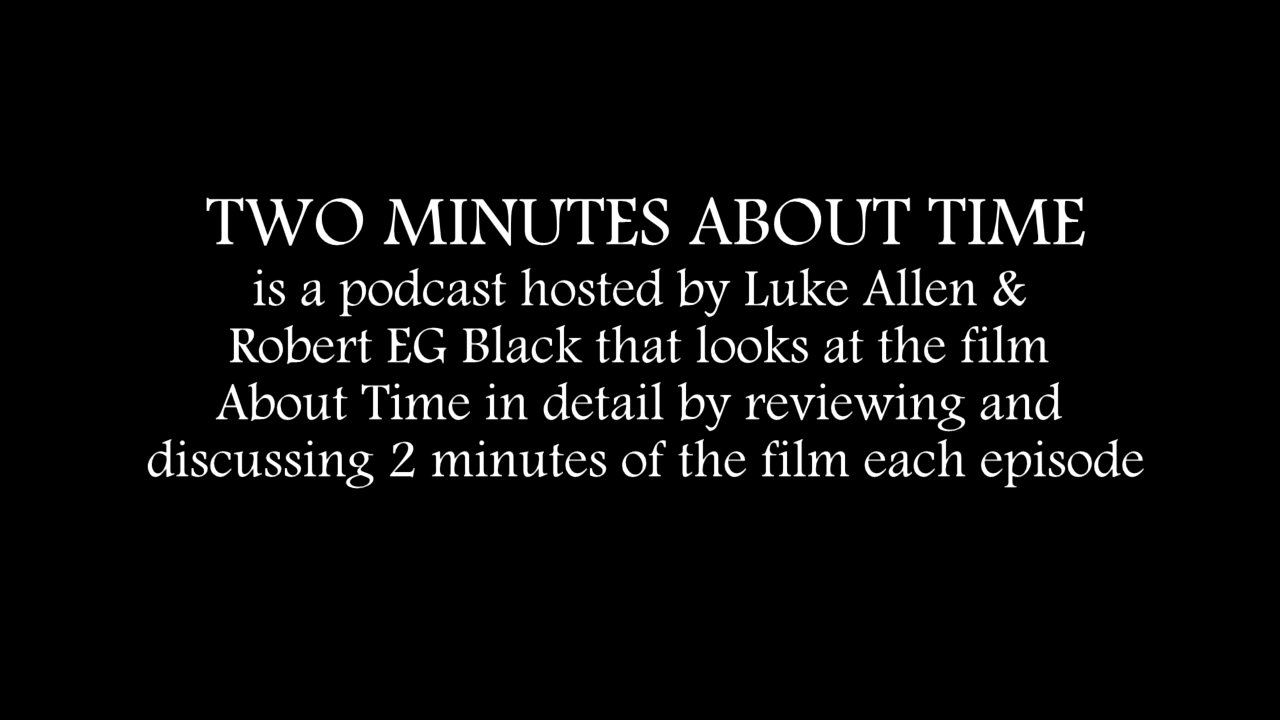 TWO MINUTES ABOUT TIME
is a podcast hosted by Luke Allen &
Robert EG Black that looks at the film
About Time in detail by reviewing and
discussing 2 minutes of the film each episode